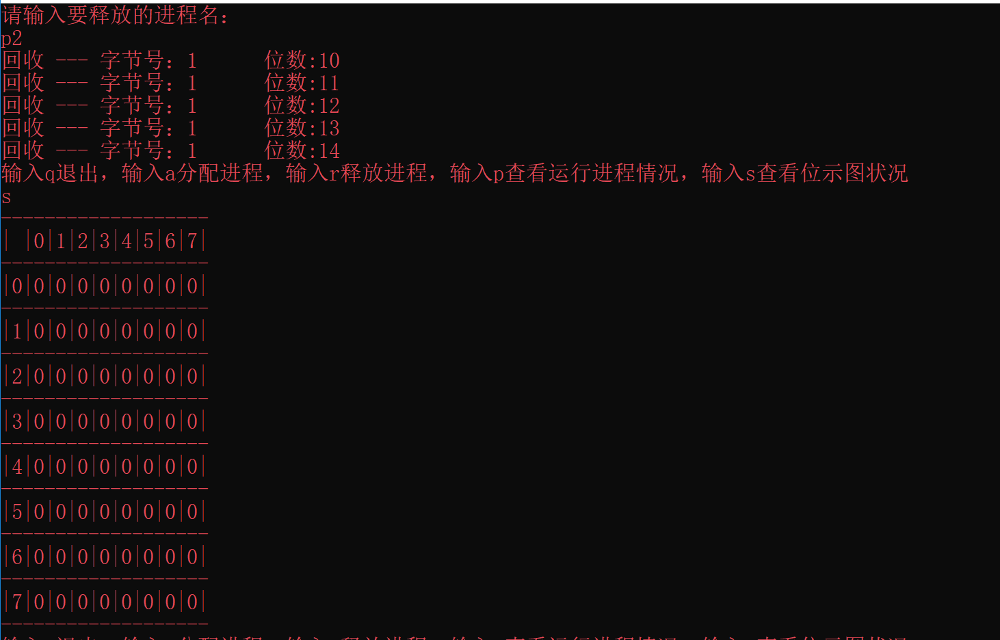 请输入要释放的进程名：
p2
回收 --- 字节号：1      位数:10
回收 --- 字节号：1      位数:11
回收 --- 字节号：1      位数:12
回收 --- 字节号：1      位数:13
回收 --- 字节号：1      位数:14
输入q退出，输入a分配进程，输入r释放进程，输入p查看运行进程情况，输入s查看位示图状况
s
-------------------
| |0|1|2|3|4|5|6|7|
-------------------
|0|0|0|0|0|0|0|0|0|
-------------------
|1|0|0|0|0|0|0|0|0|
-------------------
|2|0|0|0|0|0|0|0|0|
-------------------
|3|0|0|0|0|0|0|0|0|
-------------------
|4|0|0|0|0|0|0|0|0|
-------------------
|5|0|0|0|0|0|0|0|0|
-------------------
|6|0|0|0|0|0|0|0|0|
-------------------
|7|0|0|0|0|0|0|0|0|
-------------------